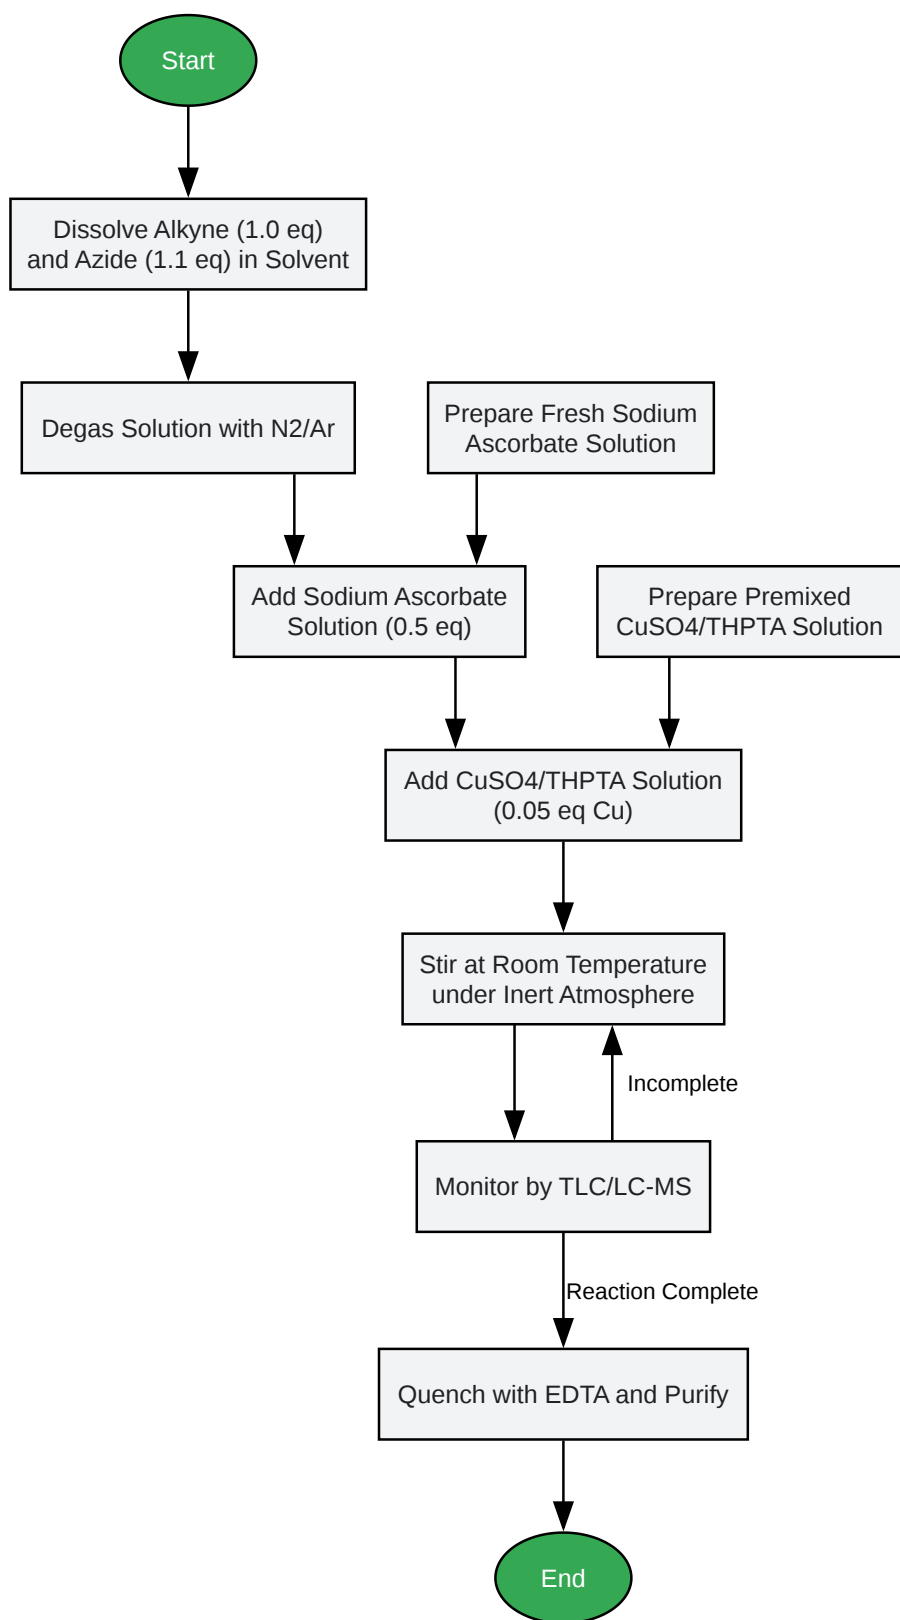 Start
Dissolve Alkyne (1.0 eq)
and Azide (1.1 eq) in Solvent
Degas Solution with N2/Ar
Prepare Fresh Sodium
Ascorbate Solution
Add Sodium Ascorbate
Solution (0.5 eq)
Prepare Premixed
CuSO4/THPTA Solution
Add CuSO4/THPTA Solution
(0.05 eq Cu)
Stir at Room Temperature
under Inert Atmosphere
Incomplete
Monitor by TLC/LC-MS
Reaction Complete
Quench with EDTA and Purify
End